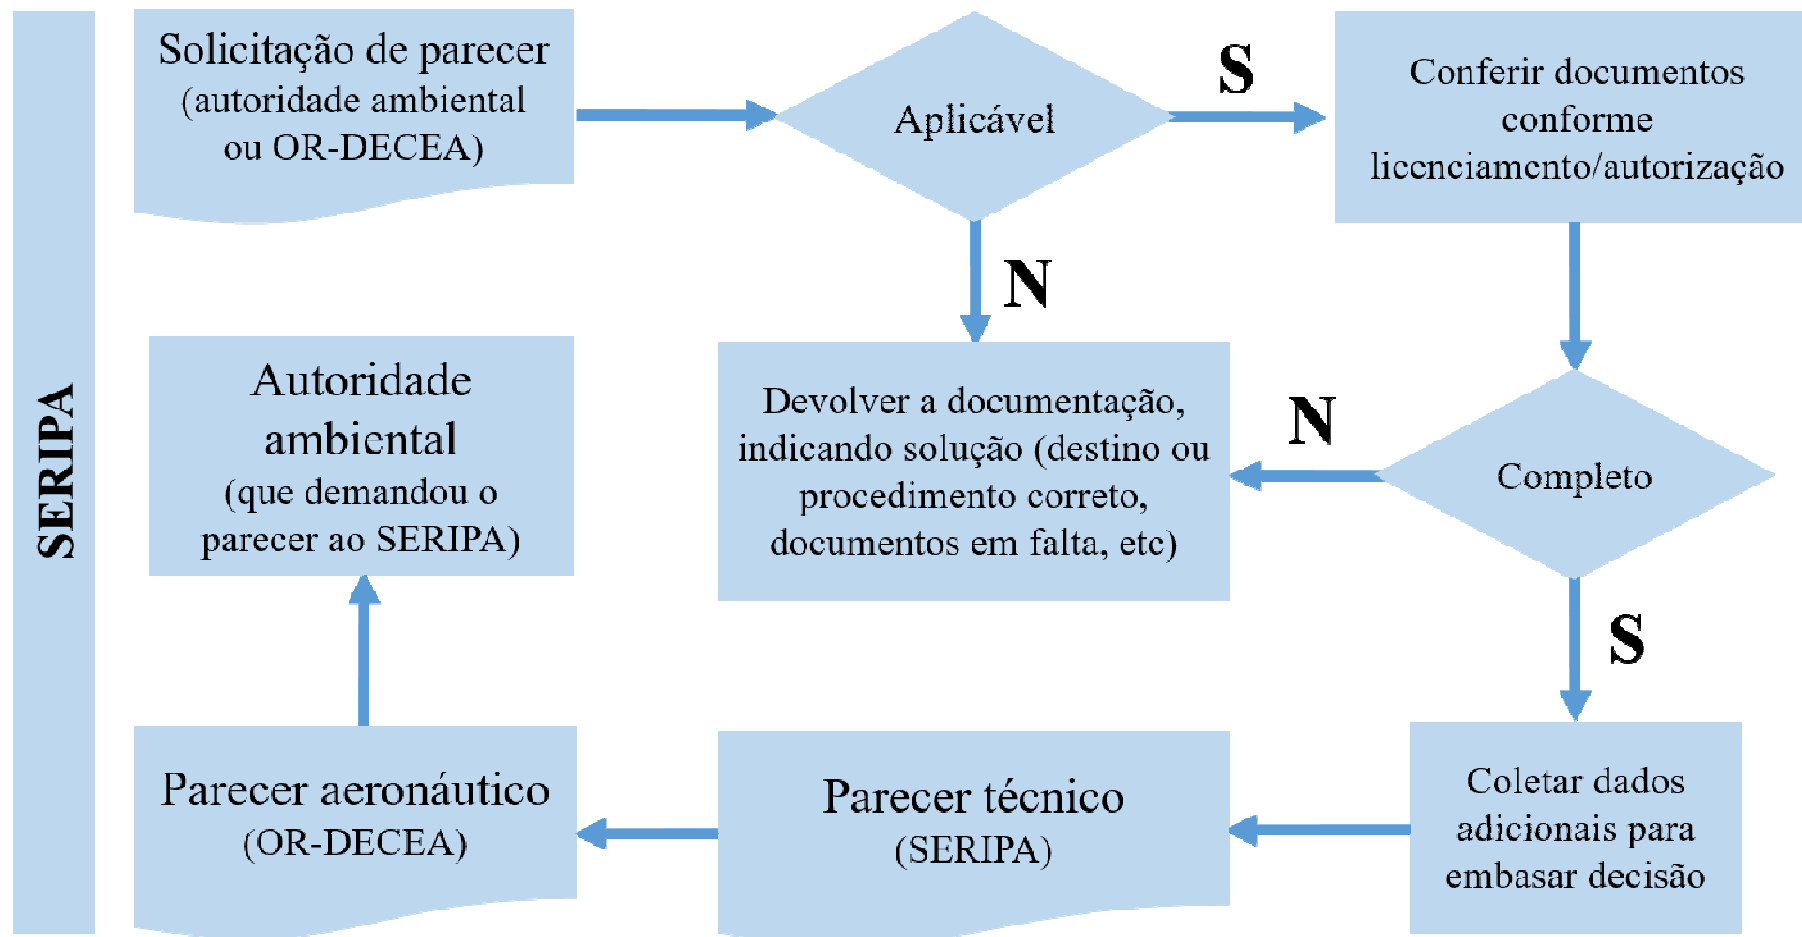 SERIPA
Solicitação de parecer
(autoridade ambiental
ou OR-DECEA)
Aplicável
S
Conferir documentos
conforme
licenciamento/autorização
N
Autoridade
ambiental
(que demandou o
parecer ao SERIPA)
Devolver a documentação,
indicando solução (destino ou
procedimento correto,
documentos em falta, etc)
N
Completo
S
Parecer aeronáutico
(OR-DECEA)
Parecer técnico
(SERIPA)
Coletar dados
adicionais para
embasar decisão